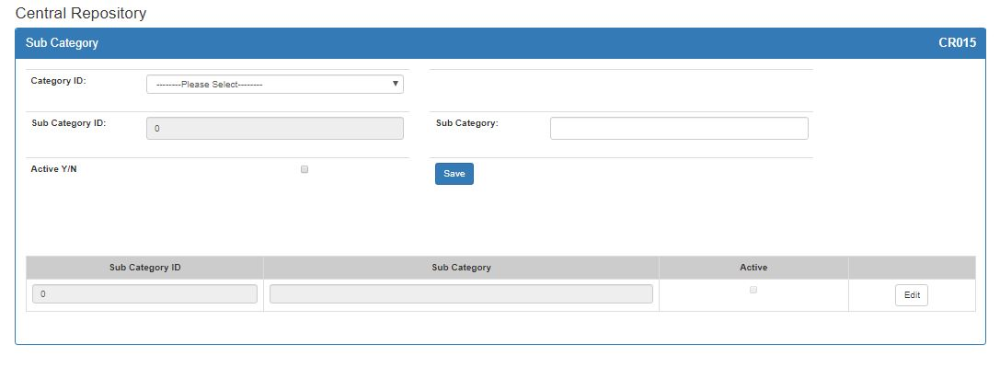 Central Repository
Sub Category CR015
Category ID: --------Please Select--------
Sub Category ID: 0 Sub Category:
Active Y/N Save
Sub Category ID Sub Category Active
0 Edit